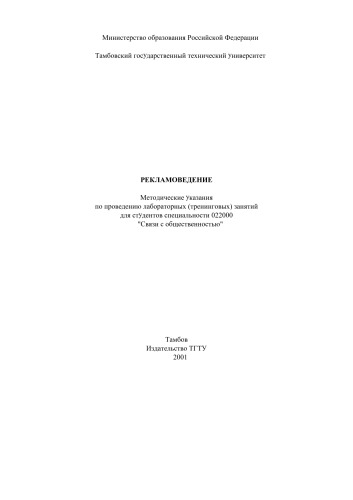 Министерство образования Российской Федерации
Тамбовский государственный технический университет
РЕКЛАМОВЕДЕНИЕ
Методические указания
по проведению лабораторных (тренинговых) занятий
для студентов специальности 022000
"Связи с общественностью"
Тамбов
Издательство ТГТУ
2001